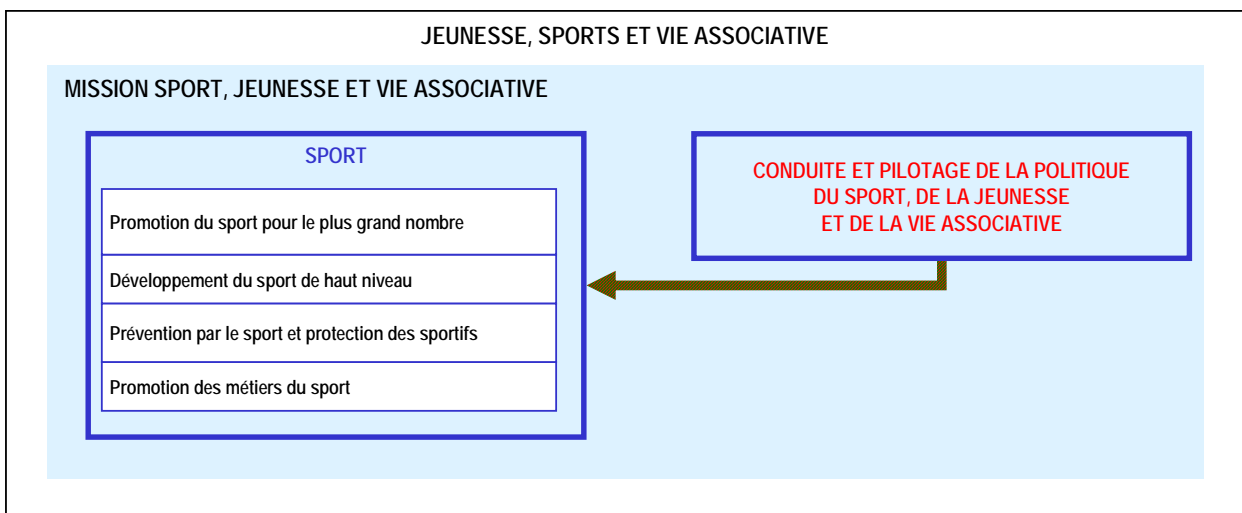 JEUNESSE, SPORTS ET VIE ASSOCIATIVE
MISSION SPORT, JEUNESSE ET VIE ASSOCIATIVE
SPORT
Promotion du sport pour le plus grand nombre
Développement du sport de haut niveau
Prévention par le sport et protection des sportifs
Promotion des métiers du sport
CONDUITE ET PILOTAGE DE LA POLITIQUE
DU SPORT, DE LA JEUNESSE
ET DE LA VIE ASSOCIATIVE